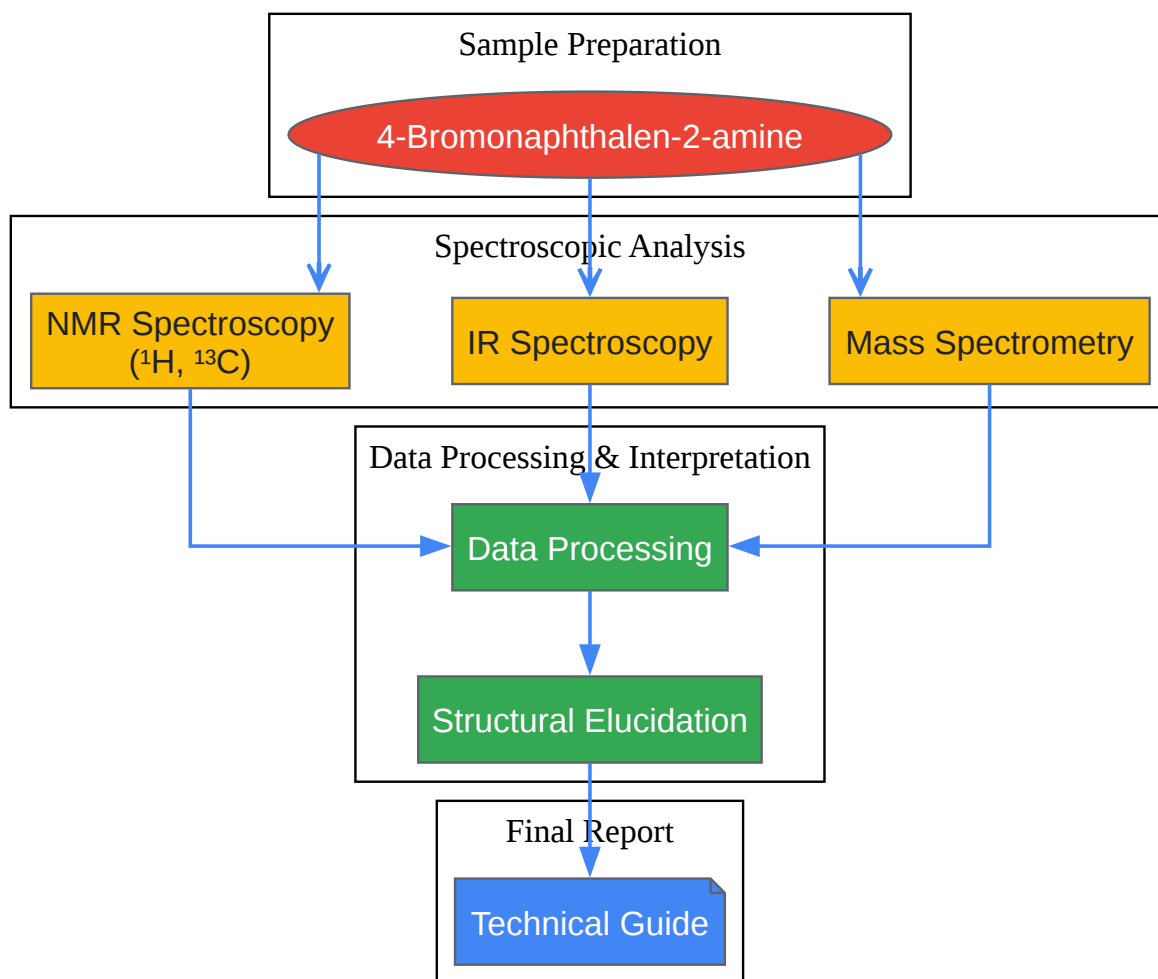 Sample Preparation
4-Bromonaphthalen-2-amine
Spectroscopic Analysis
NMR Spectroscopy
(¹H, ¹³C)
IR Spectroscopy
Mass Spectrometry
Data Processing & Interpretation
Data Processing
Structural Elucidation
Final Report
Technical Guide